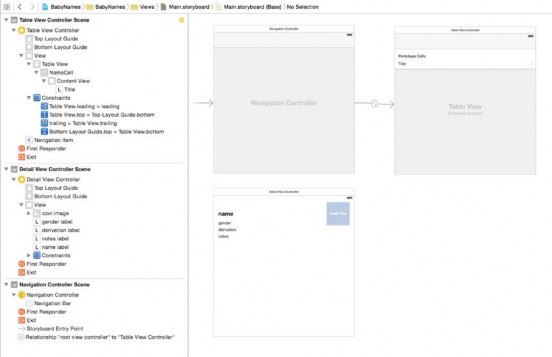 BabyNames > BabyNames > Views > Main.storyboard > Main.storyboard (Base) > No Selection
Table View Controller Scene
Table View Controller
Top Layout Guide
Bottom Layout Guide
View
Table View
NameCell
Content View
L Title
Constraints
Table View.leading = leading
Table View.top = Top Layout Guide.bottom
trailing = Table View.trailing
Bottom Layout Guide.top = Table View.bottom
Navigation Item
First Responder
Exit
Detail View Controller Scene
Detail View Controller
Top Layout Guide
Bottom Layout Guide
View
icon image
L gender label
L derivation label
L notes label
L name label
Constraints
First Responder
Exit
Navigation Controller Scene
Navigation Controller
Navigation Bar
First Responder
Exit
Storyboard Entry Point
Relationship "root view controller" to "Table View Controller"
Navigation Controller
Navigation Controller
Table View Controller
Prototype Cells
Title
Table View
Prototype Content
Detail View Controller
name
gender
derivation
notes
Image View